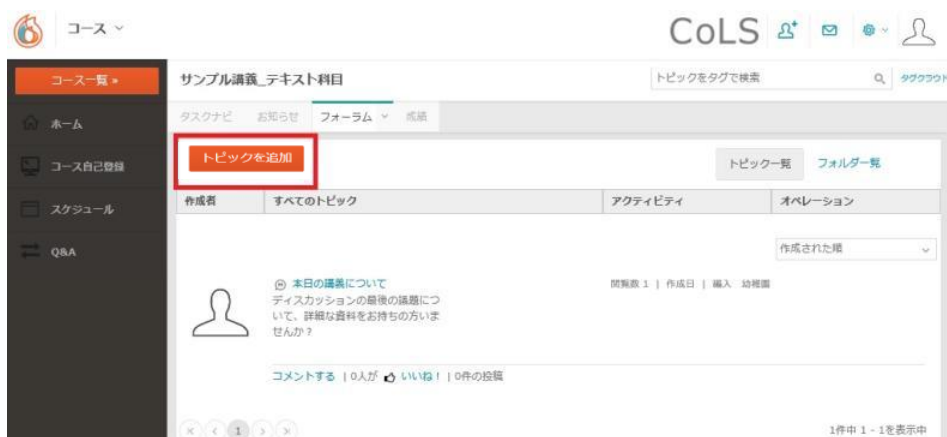 コース
CoLS
コース一覧 »
サンプル講義_テキスト科目
トピックをタグで検索
タグクラウド
ホーム
コース自己登録
スケジュール
Q&A
タスクナビ お知らせ フォーラム 成績
トピックを追加
トピック一覧 フォルダ一覧
作成者 すべてのトピック アクティビティ オペレーション
作成された順
本日の講義について
閲覧数 1 | 作成日 | 編入 幼稚園
ディスカッションの最後の議題につ
いて、詳細な資料をお持ちの方いま
せんか？
コメントする | 0人が いいね！ | 0件の投稿
1
1件中 1 - 1を表示中